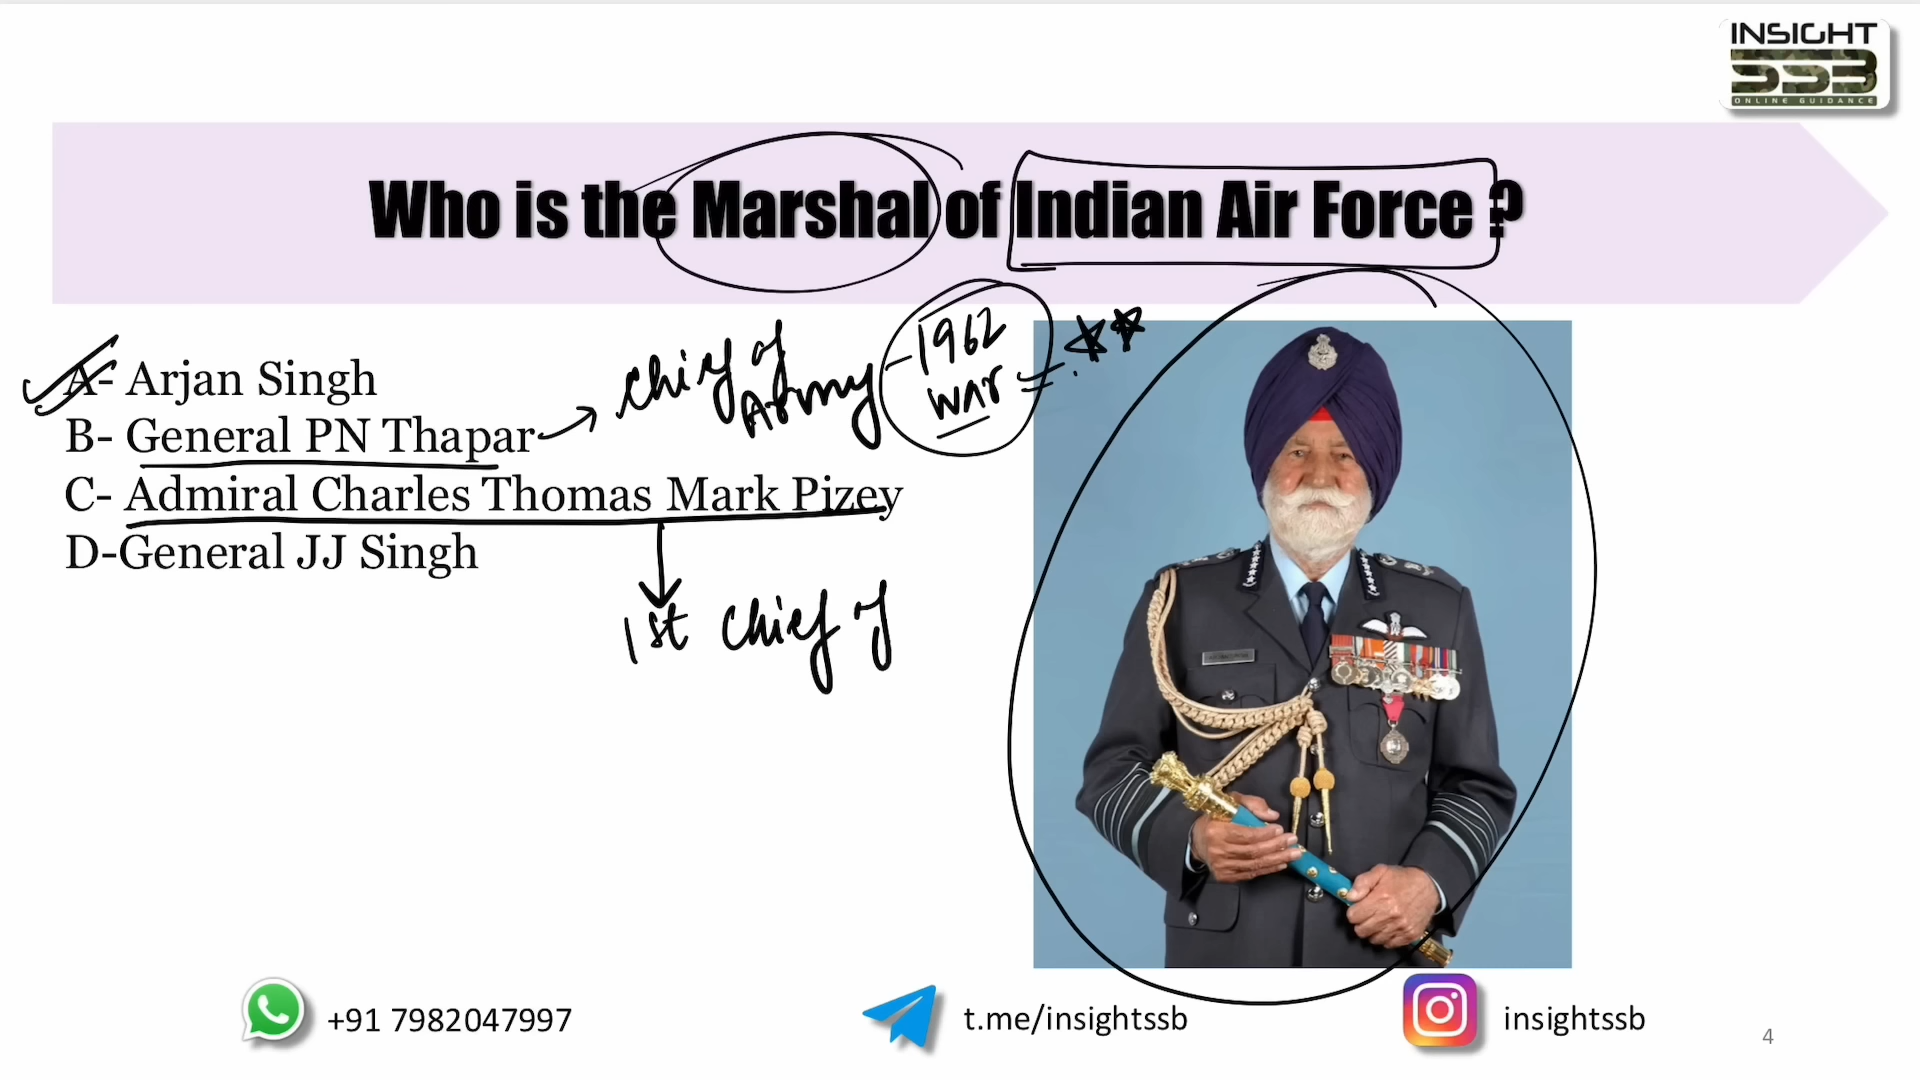 INSIGHT
SSB
ONLINE GUIDANCE
Who is the Marshal of Indian Air Force ?
A- Arjan Singh
B- General PN Thapar
C- Admiral Charles Thomas Mark Pizey
D-General JJ Singh
chief of
Army
1962
war
1st chief of
+91 7982047997
t.me/insightssb
insightssb
4